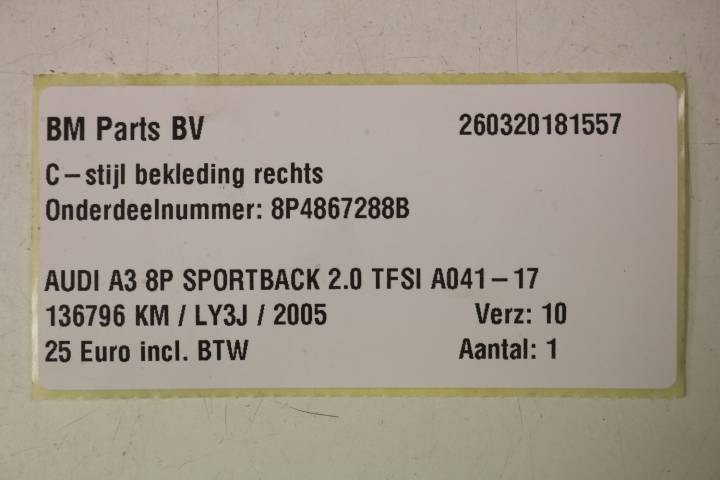 BM Parts BV 260320181557
C-stijl bekleding rechts
Onderdeelnummer: 8P4867288B
AUDI A3 8P SPORTBACK 2.0 TFSI A041-17
136796 KM / LY3J / 2005 Verz: 10
25 Euro incl. BTW Aantal: 1